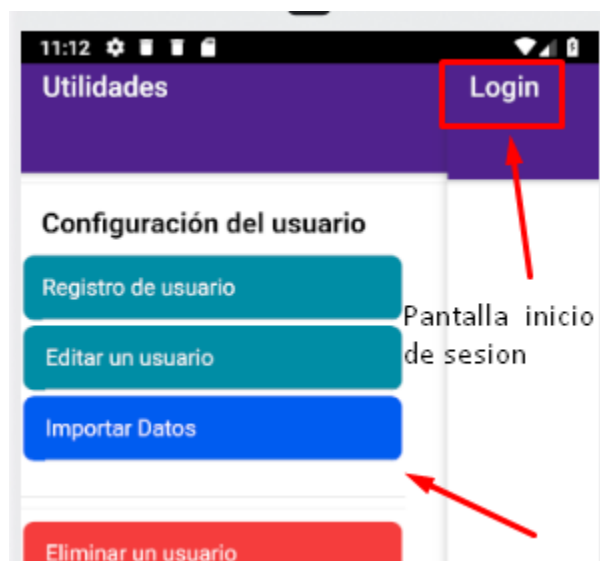 11:12
Utilidades
Login
Configuración del usuario
Registro de usuario
Pantalla inicio
de sesion
Editar un usuario
Importar Datos
Eliminar un usuario